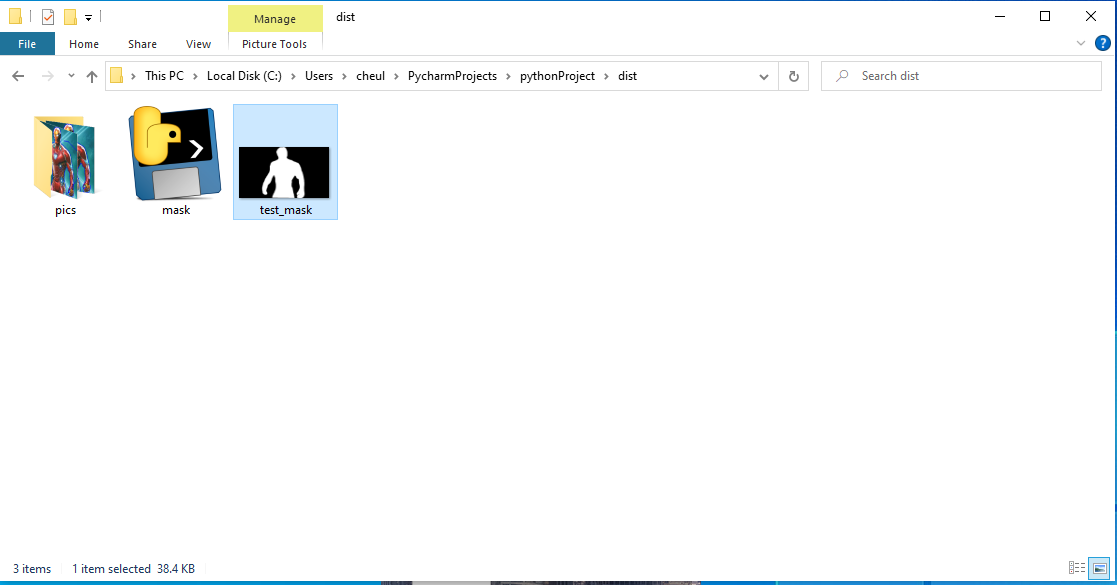 Manage dist
File Home Share View Picture Tools ?
This PC Local Disk (C:) Users cheul PycharmProjects pythonProject dist Search dist
pics mask test_mask
3 items 1 item selected 38.4 KB